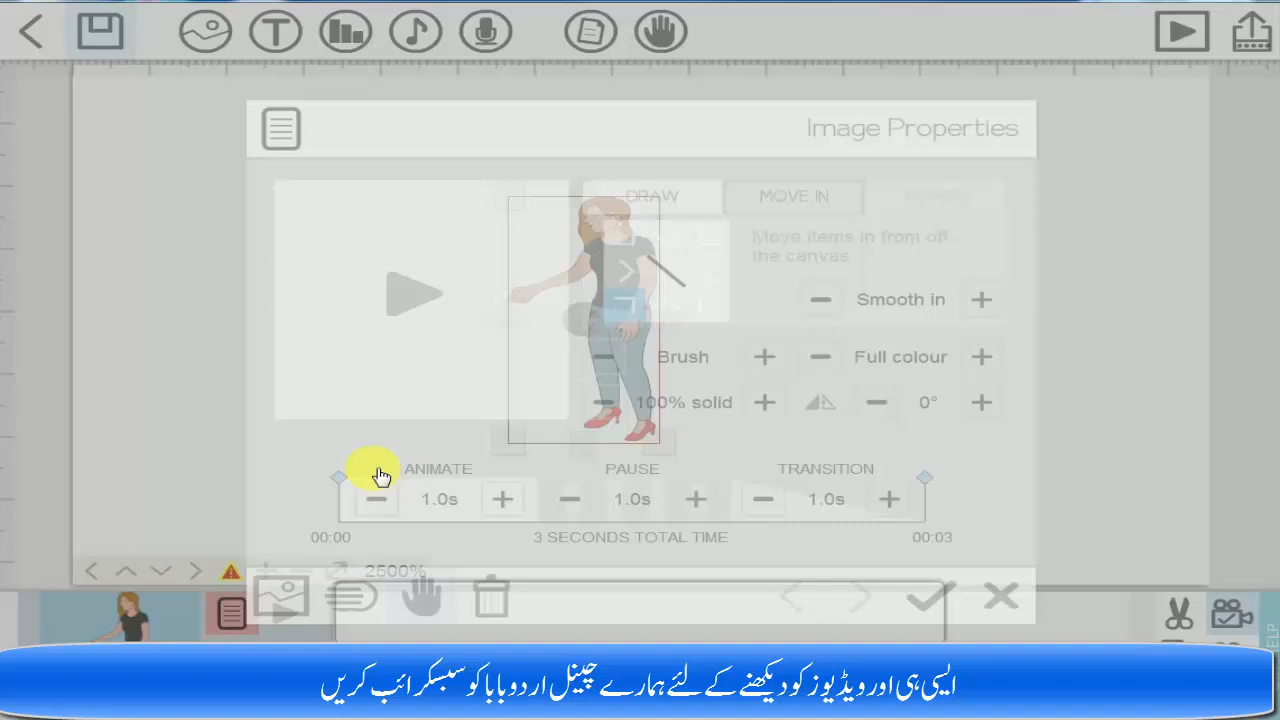 Image Properties
DRAW MOVE IN
Move items in from off...
the canvas
Smooth in
Brush Full colour
100% solid 0°
ANIMATE PAUSE TRANSITION
1.0s 1.0s 1.0s
00:00 3 SECONDS TOTAL TIME 00:03
2500%
HELP
ایسی ہی اور ویڈیوز کو دیکھنے کے لئے ہمارے چینل اردو بابا کو سبسکرائب کریں